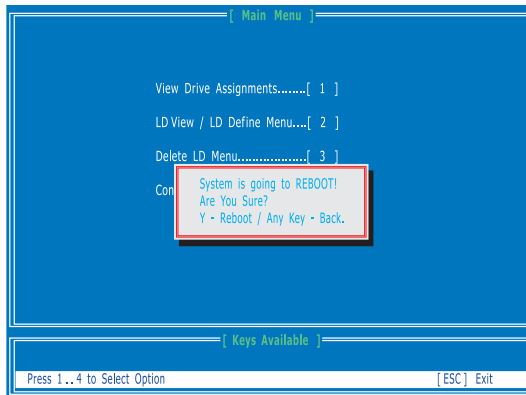 [ Main Menu ]
View Drive Assignments........[ 1 ]
LD View / LD Define Menu....[ 2 ]
Delete LD Menu...................[ 3 ]
Con
System is going to REBOOT!
Are You Sure?
Y - Reboot / Any Key - Back.
[ Keys Available ]
Press 1..4 to Select Option [ESC] Exit